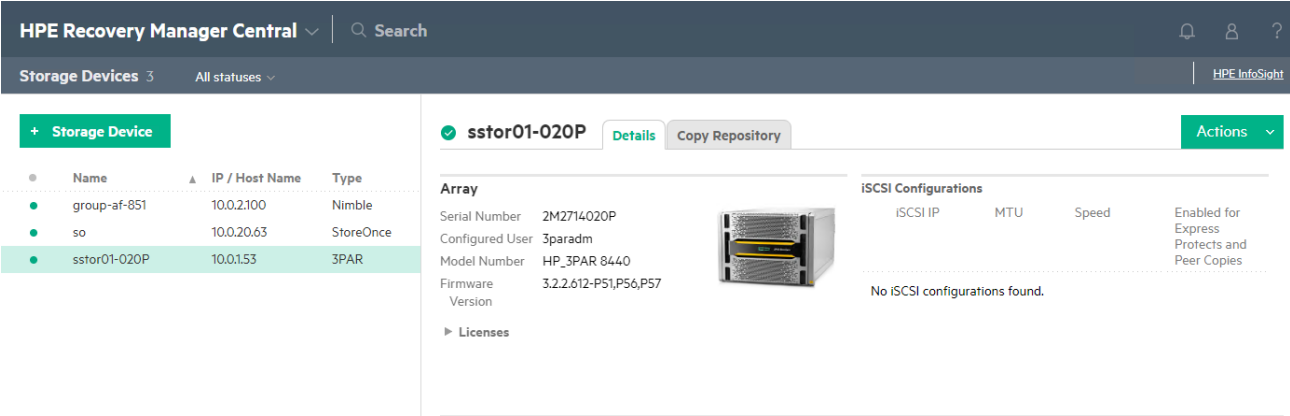 HPE Recovery Manager Central
Search
Storage Devices 3
All statuses
HPE InfoSight
+ Storage Device
Name
IP / Host Name
Type
group-af-851
10.0.2.100
Nimble
so
10.0.20.63
StoreOnce
sstor01-020P
10.0.1.53
3PAR
sstor01-020P
Details
Copy Repository
Actions
Array
Serial Number 2M2714020P
Configured User 3paradm
Model Number HP_3PAR 8440
Firmware Version 3.2.2.612-P51,P56,P57
Licenses
iSCSI Configurations
iSCSI IP
MTU
Speed
Enabled for
Express
Protects and
Peer Copies
No iSCSI configurations found.